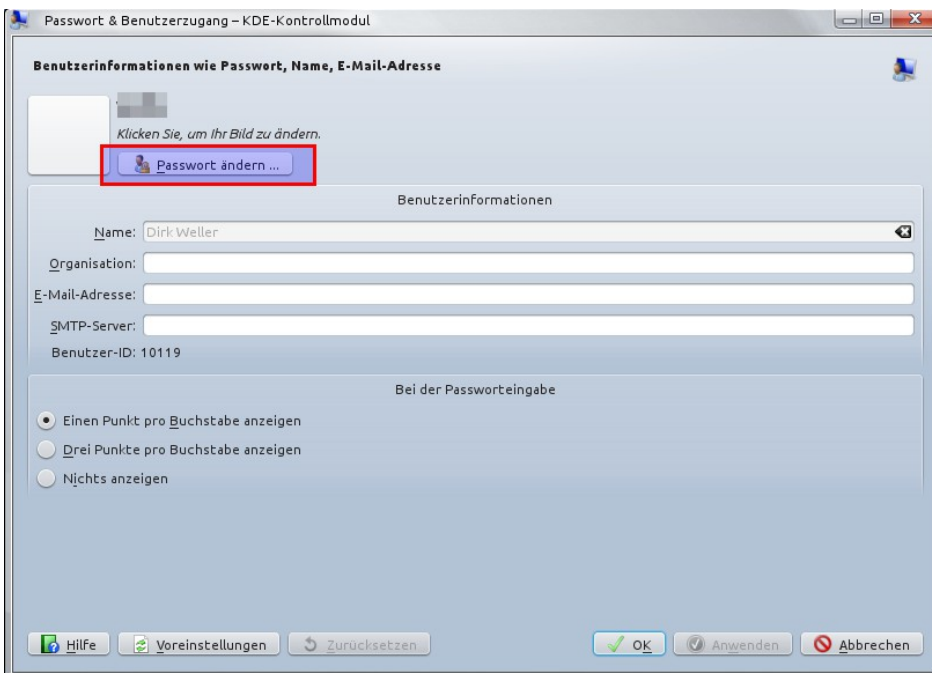 Passwort & Benutzerzugang – KDE-Kontrollmodul
Benutzerinformationen wie Passwort, Name, E-Mail-Adresse
Klicken Sie, um Ihr Bild zu ändern.
Passwort ändern ...
Benutzerinformationen
Name: Dirk Weller
Organisation:
E-Mail-Adresse:
SMTP-Server:
Benutzer-ID: 10119
Bei der Passworteingabe
Einen Punkt pro Buchstabe anzeigen
Drei Punkte pro Buchstabe anzeigen
Nichts anzeigen
Hilfe Voreinstellungen Zurücksetzen OK Anwenden Abbrechen